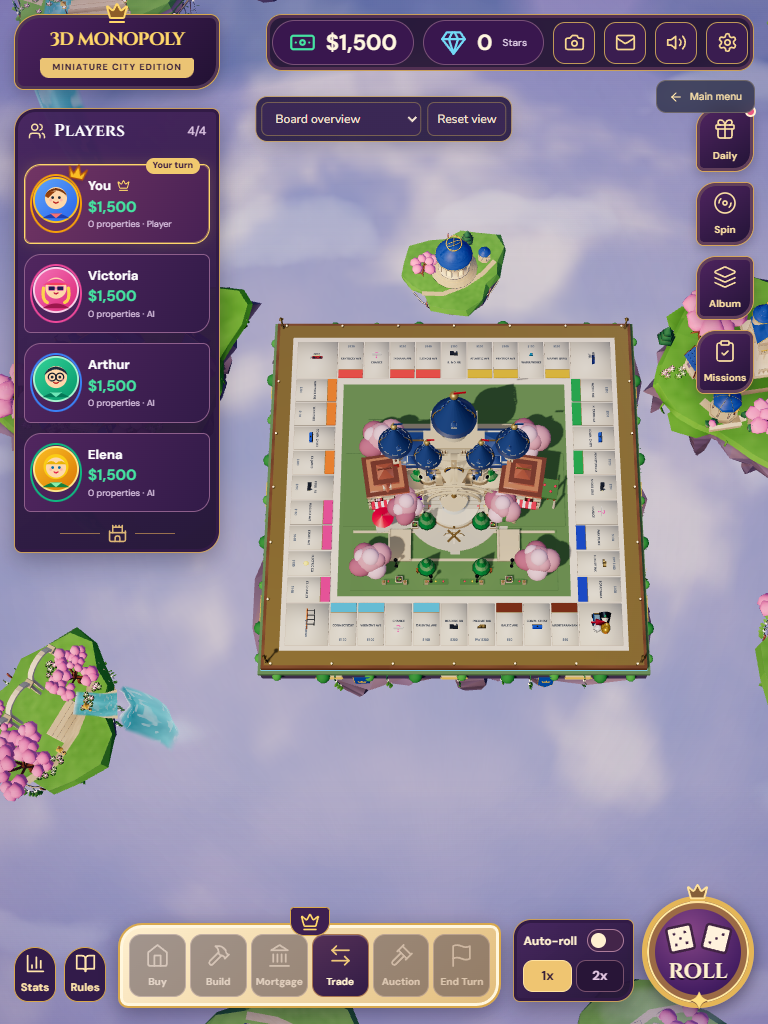 3D MONOPOLY
MINIATURE CITY EDITION
$1,500
0 Stars
Main menu
Board overview
Reset view
PLAYERS 4/4
Your turn
You
$1,500
0 properties · Player
Victoria
$1,500
0 properties · AI
Arthur
$1,500
0 properties · AI
Elena
$1,500
0 properties · AI
Daily
Spin
Album
Missions
Stats
Rules
Buy
Build
Mortgage
Trade
Auction
End Turn
Auto-roll
1x
2x
ROLL